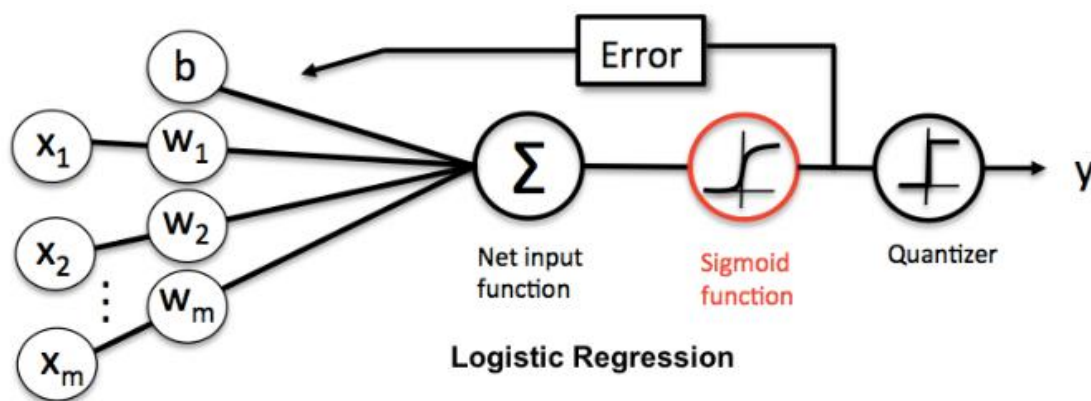 Error
b
x₁
w₁
x₂
w₂
⋮
xₘ
wₘ
Σ
y
Net input
function
Sigmoid
function
Quantizer
Logistic Regression